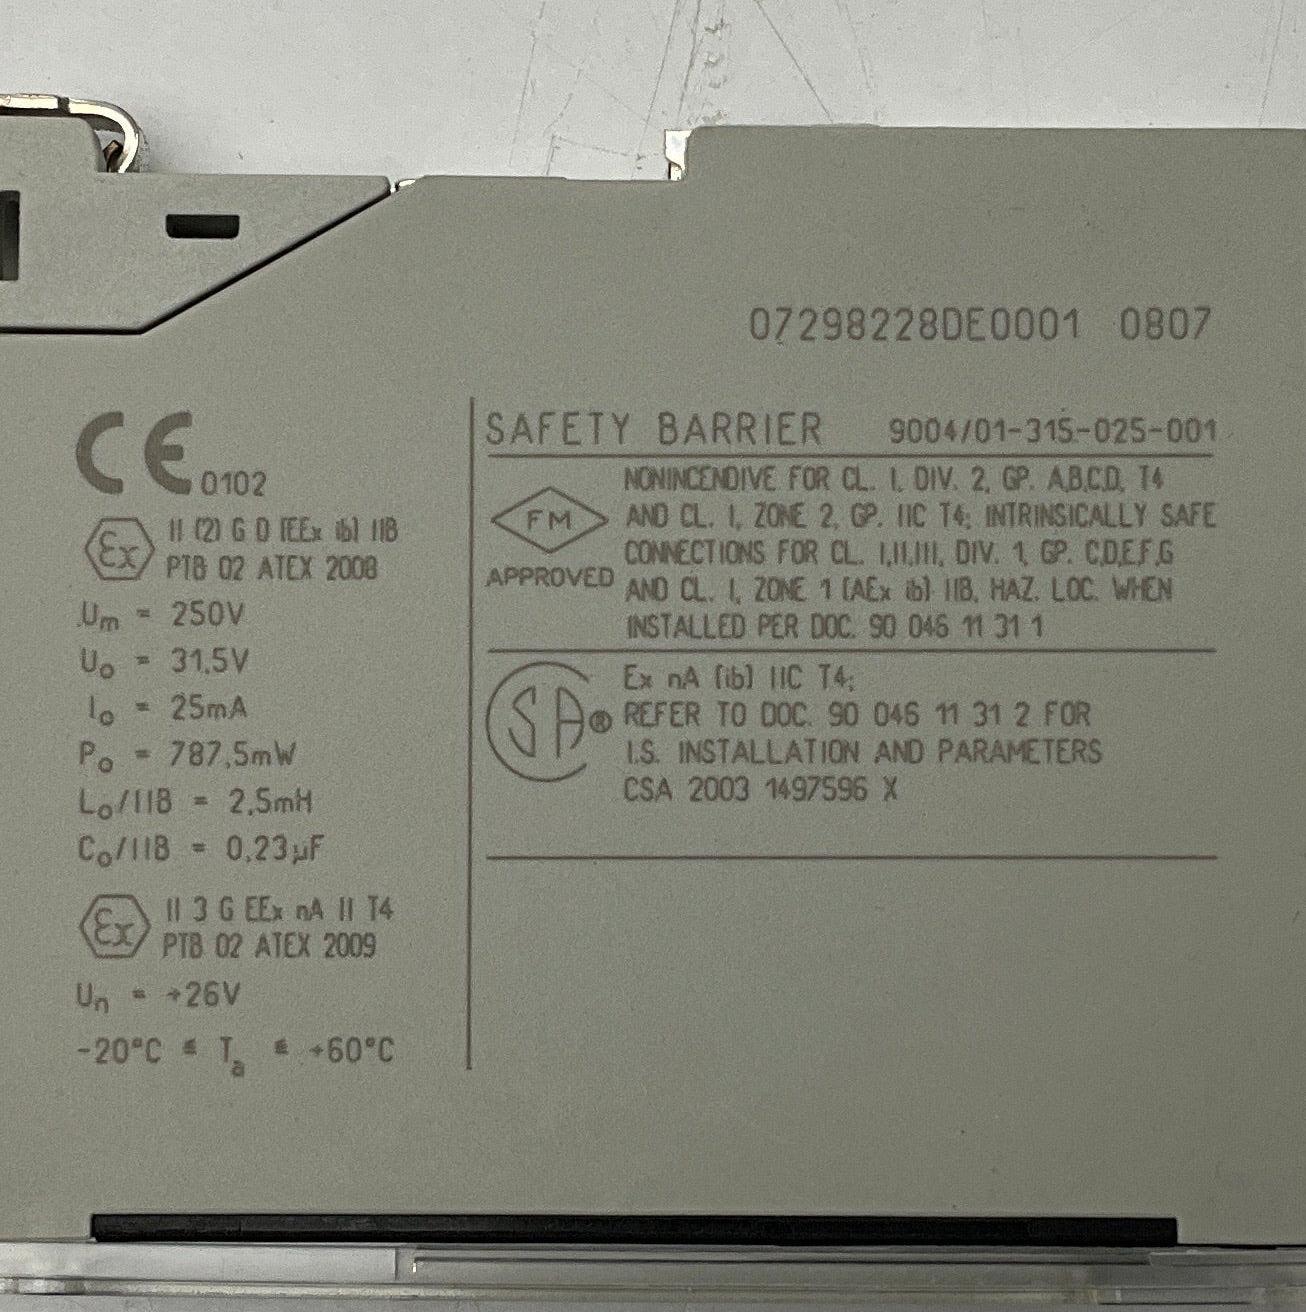 07298228DE0001 0807
CE 0102
Ex II (2) G D [EEx ib] IIB
PTB 02 ATEX 2008
Um = 250V
Uo = 31,5V
Io = 25mA
Po = 787,5mW
Lo/IIB = 2,5mH
Co/IIB = 0,23µF
Ex II 3 G EEx nA II T4
PTB 02 ATEX 2009
Un = +26V
-20°C ≤ Ta ≤ +60°C
SAFETY BARRIER 9004/01-315-025-001
FM
APPROVED
NONINCENDIVE FOR CL. I, DIV. 2, GP. A,B,C,D, T4
AND CL. I, ZONE 2, GP. IIC T4; INTRINSICALLY SAFE
CONNECTIONS FOR CL. I,II,III, DIV. 1, GP. C,D,E,F,G
AND CL. I, ZONE 1 [AEx ib] IIB, HAZ. LOC. WHEN
INSTALLED PER DOC. 90 046 11 31 1
CSA®
Ex nA [ib] IIC T4;
REFER TO DOC. 90 046 11 31 2 FOR
I.S. INSTALLATION AND PARAMETERS
CSA 2003 1497596 X